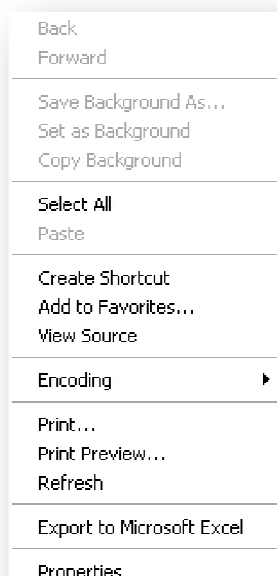 Back
Forward
Save Background As...
Set as Background
Copy Background
Select All
Paste
Create Shortcut
Add to Favorites...
View Source
Encoding
Print...
Print Preview...
Refresh
Export to Microsoft Excel
Properties